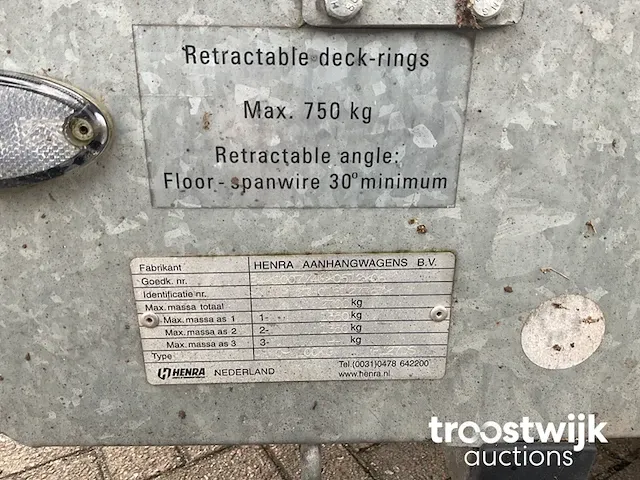 Retractable deck-rings
Max. 750 kg
Retractable angle:
Floor-spanwire 30° minimum
Fabrikant HENRA AANHANGWAGENS B.V.
Goedk. nr.
Identificatie nr.
Max. massa totaal kg
Max. massa as 1 1- kg
Max. massa as 2 2- kg
Max. massa as 3 3- kg
Type
HENRA NEDERLAND Tel.(0031)0478 642200
www.henra.nl
troostwijk
auctions